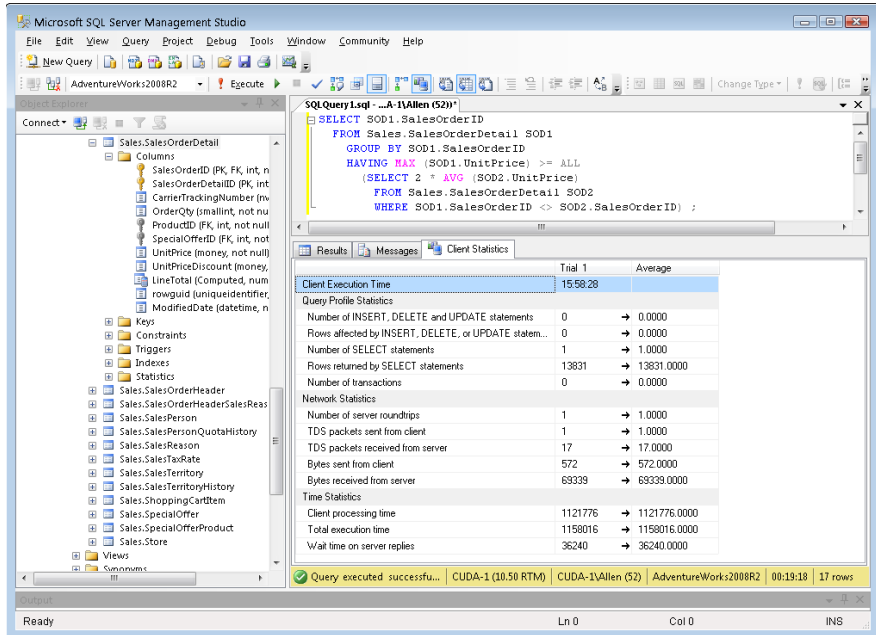 Microsoft SQL Server Management Studio
File Edit View Query Project Debug Tools Window Community Help
New Query
AdventureWorks2008R2 Execute Change Type
Object Explorer
SQLQuery1.sql - ...A-1\Allen (52))*
Connect
Sales.SalesOrderDetail
Columns
SalesOrderID (PK, FK, int, n
SalesOrderDetailID (PK, int
CarrierTrackingNumber (nv
OrderQty (smallint, not nu
ProductID (FK, int, not null
SpecialOfferID (FK, int, not
UnitPrice (money, not null)
UnitPriceDiscount (money,
LineTotal (Computed, num
rowguid (uniqueidentifier,
ModifiedDate (datetime, n
Keys
Constraints
Triggers
Indexes
Statistics
Sales.SalesOrderHeader
Sales.SalesOrderHeaderSalesReas
Sales.SalesPerson
Sales.SalesPersonQuotaHistory
Sales.SalesReason
Sales.SalesTaxRate
Sales.SalesTerritory
Sales.SalesTerritoryHistory
Sales.ShoppingCartItem
Sales.SpecialOffer
Sales.SpecialOfferProduct
Sales.Store
Views
Synonyms
SELECT SOD1.SalesOrderID
FROM Sales.SalesOrderDetail SOD1
GROUP BY SOD1.SalesOrderID
HAVING MAX (SOD1.UnitPrice) >= ALL
(SELECT 2 * AVG (SOD2.UnitPrice)
FROM Sales.SalesOrderDetail SOD2
WHERE SOD1.SalesOrderID <> SOD2.SalesOrderID) ;
Results Messages Client Statistics
Trial 1 Average
Client Execution Time 15:58:28
Query Profile Statistics
Number of INSERT, DELETE and UPDATE statements 0 → 0.0000
Rows affected by INSERT, DELETE, or UPDATE statem... 0 → 0.0000
Number of SELECT statements 1 → 1.0000
Rows returned by SELECT statements 13831 → 13831.0000
Number of transactions 0 → 0.0000
Network Statistics
Number of server roundtrips 1 → 1.0000
TDS packets sent from client 1 → 1.0000
TDS packets received from server 17 → 17.0000
Bytes sent from client 572 → 572.0000
Bytes received from server 69339 → 69339.0000
Time Statistics
Client processing time 1121776 → 1121776.0000
Total execution time 1158016 → 1158016.0000
Wait time on server replies 36240 → 36240.0000
Query executed successfu... CUDA-1 (10.50 RTM) CUDA-1\Allen (52) AdventureWorks2008R2 00:19:18 17 rows
Output
Ready Ln 0 Col 0 INS